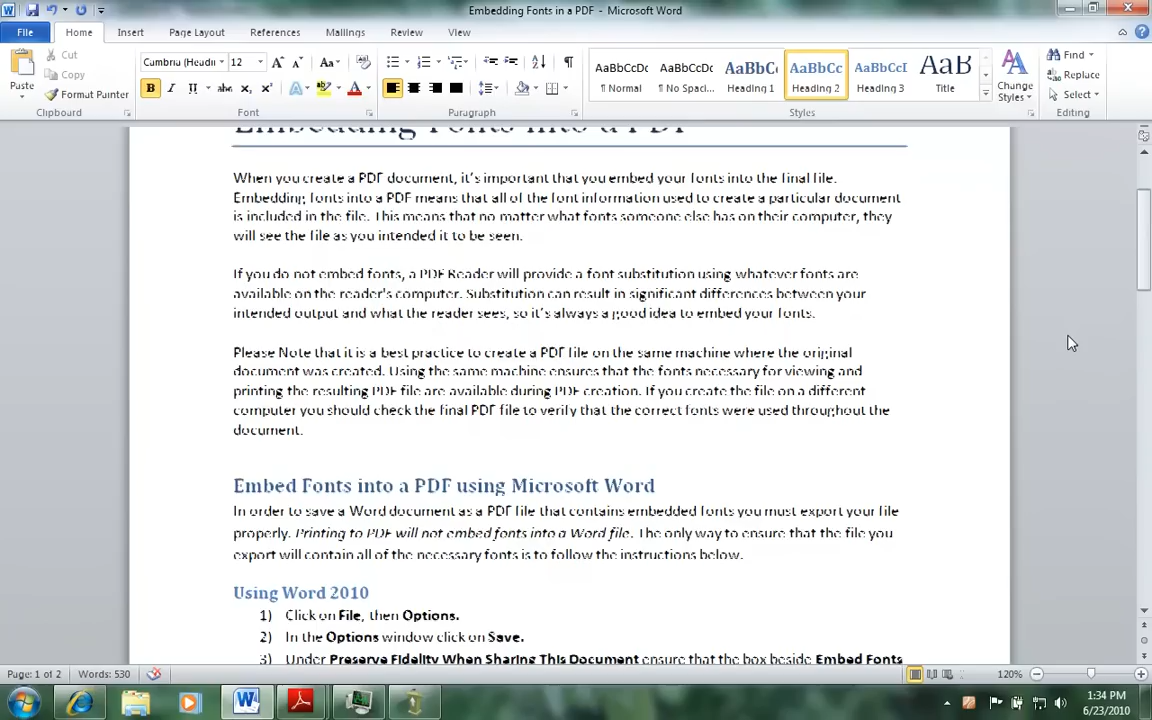 Embedding Fonts in a PDF - Microsoft Word
File Home Insert Page Layout References Mailings Review View
Cut
Copy
Format Painter
Paste
Clipboard
Cambria (Headi 12
Font
Paragraph
AaBbCcDc AaBbCcDc AaBbC AaBbCc AaBbCcI AaB
¶ Normal ¶ No Spaci... Heading 1 Heading 2 Heading 3 Title
Change
Styles
Styles
Find
Replace
Select
Editing
Embedding Fonts into a PDF
When you create a PDF document, it's important that you embed your fonts into the final file.
Embedding fonts into a PDF means that all of the font information used to create a particular document
is included in the file. This means that no matter what fonts someone else has on their computer, they
will see the file as you intended it to be seen.
If you do not embed fonts, a PDF Reader will provide a font substitution using whatever fonts are
available on the reader's computer. Substitution can result in significant differences between your
intended output and what the reader sees, so it's always a good idea to embed your fonts.
Please Note that it is a best practice to create a PDF file on the same machine where the original
document was created. Using the same machine ensures that the fonts necessary for viewing and
printing the resulting PDF file are available during PDF creation. If you create the file on a different
computer you should check the final PDF file to verify that the correct fonts were used throughout the
document.
Embed Fonts into a PDF using Microsoft Word
In order to save a Word document as a PDF file that contains embedded fonts you must export your file
properly. Printing to PDF will not embed fonts into a Word file. The only way to ensure that the file you
export will contain all of the necessary fonts is to follow the instructions below.
Using Word 2010
1) Click on File, then Options.
2) In the Options window click on Save.
3) Under Preserve Fidelity When Sharing This Document ensure that the box beside Embed Fonts
Page: 1 of 2 Words: 530 120%
1:34 PM
6/23/2010